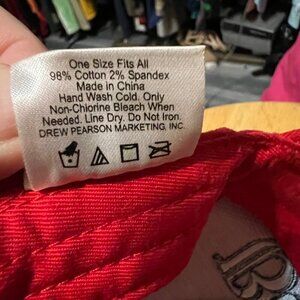 One Size Fits All
98% Cotton 2% Spandex
Made in China
Hand Wash Cold. Only
Non-Chlorine Bleach When
Needed. Line Dry. Do Not Iron.
DREW PEARSON MARKETING, INC.